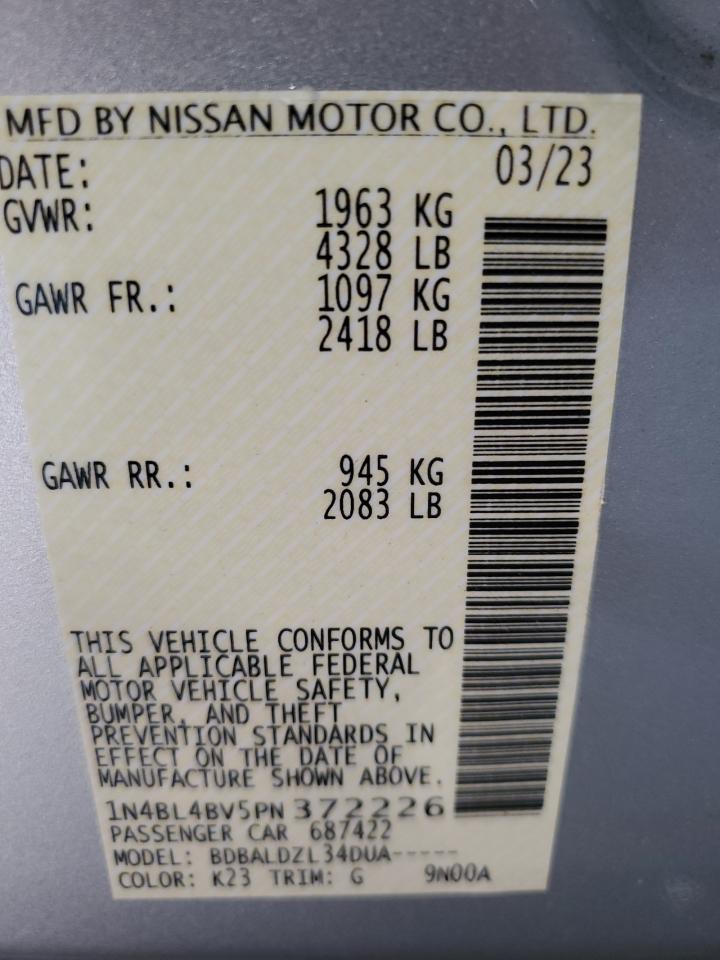 MFD BY NISSAN MOTOR CO., LTD.
DATE: 03/23
GVWR: 1963 KG
4328 LB
GAWR FR.: 1097 KG
2418 LB
GAWR RR.: 945 KG
2083 LB
THIS VEHICLE CONFORMS TO
ALL APPLICABLE FEDERAL
MOTOR VEHICLE SAFETY,
BUMPER, AND THEFT
PREVENTION STANDARDS IN
EFFECT ON THE DATE OF
MANUFACTURE SHOWN ABOVE.
1N4BL4BV5PN372226
PASSENGER CAR 687422
MODEL: BDBALDZL34DUA-----
COLOR: K23 TRIM: G 9N00A